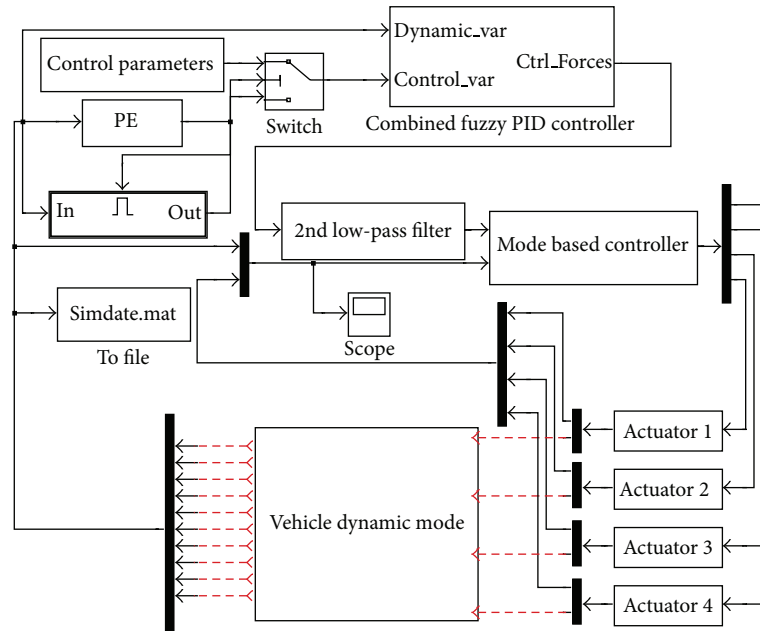 Dynamic_var
Control parameters
Ctrl_Forces
Control_var
PE
Switch
Combined fuzzy PID controller
In
Out
2nd low-pass filter
Mode based controller
Simdate.mat
To file
Scope
Actuator 1
Actuator 2
Vehicle dynamic mode
Actuator 3
Actuator 4